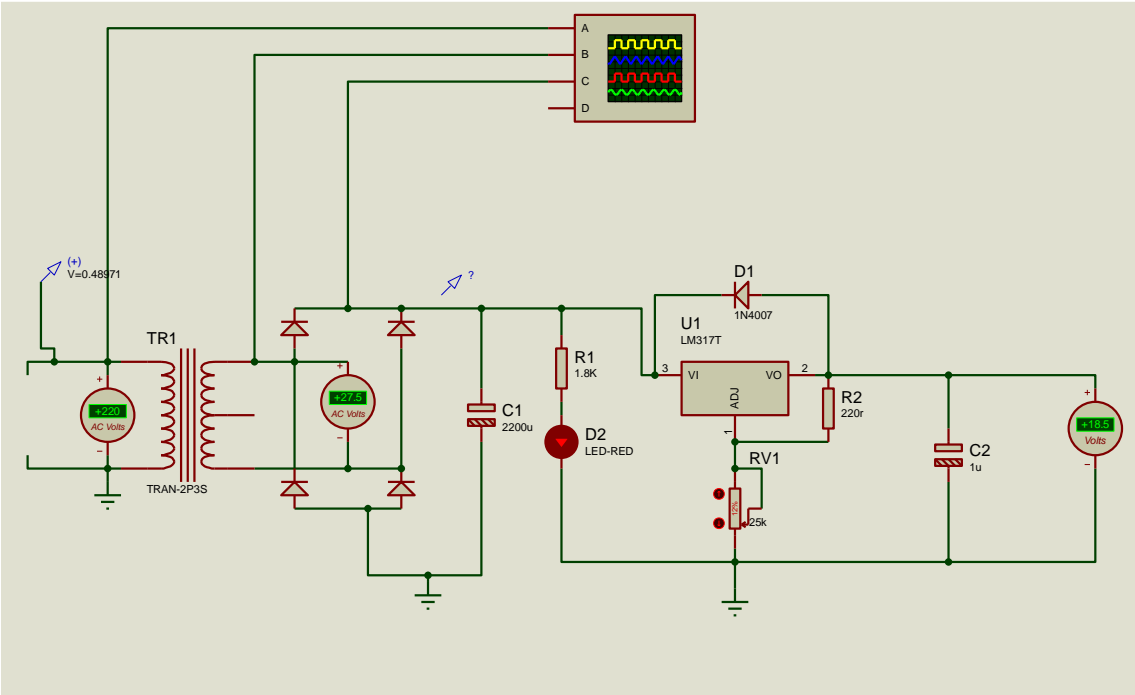 A
B
C
D
(+)
V=0.48971
?
TR1
TRAN-2P3S
+
+220
AC Volts
−
+
+27.5
AC Volts
−
C1
2200u
R1
1.8K
D2
LED-RED
D1
1N4007
U1
LM317T
3
VI
VO
2
ADJ
1
R2
220r
RV1
12%
25k
C2
1u
+
+18.5
Volts
−